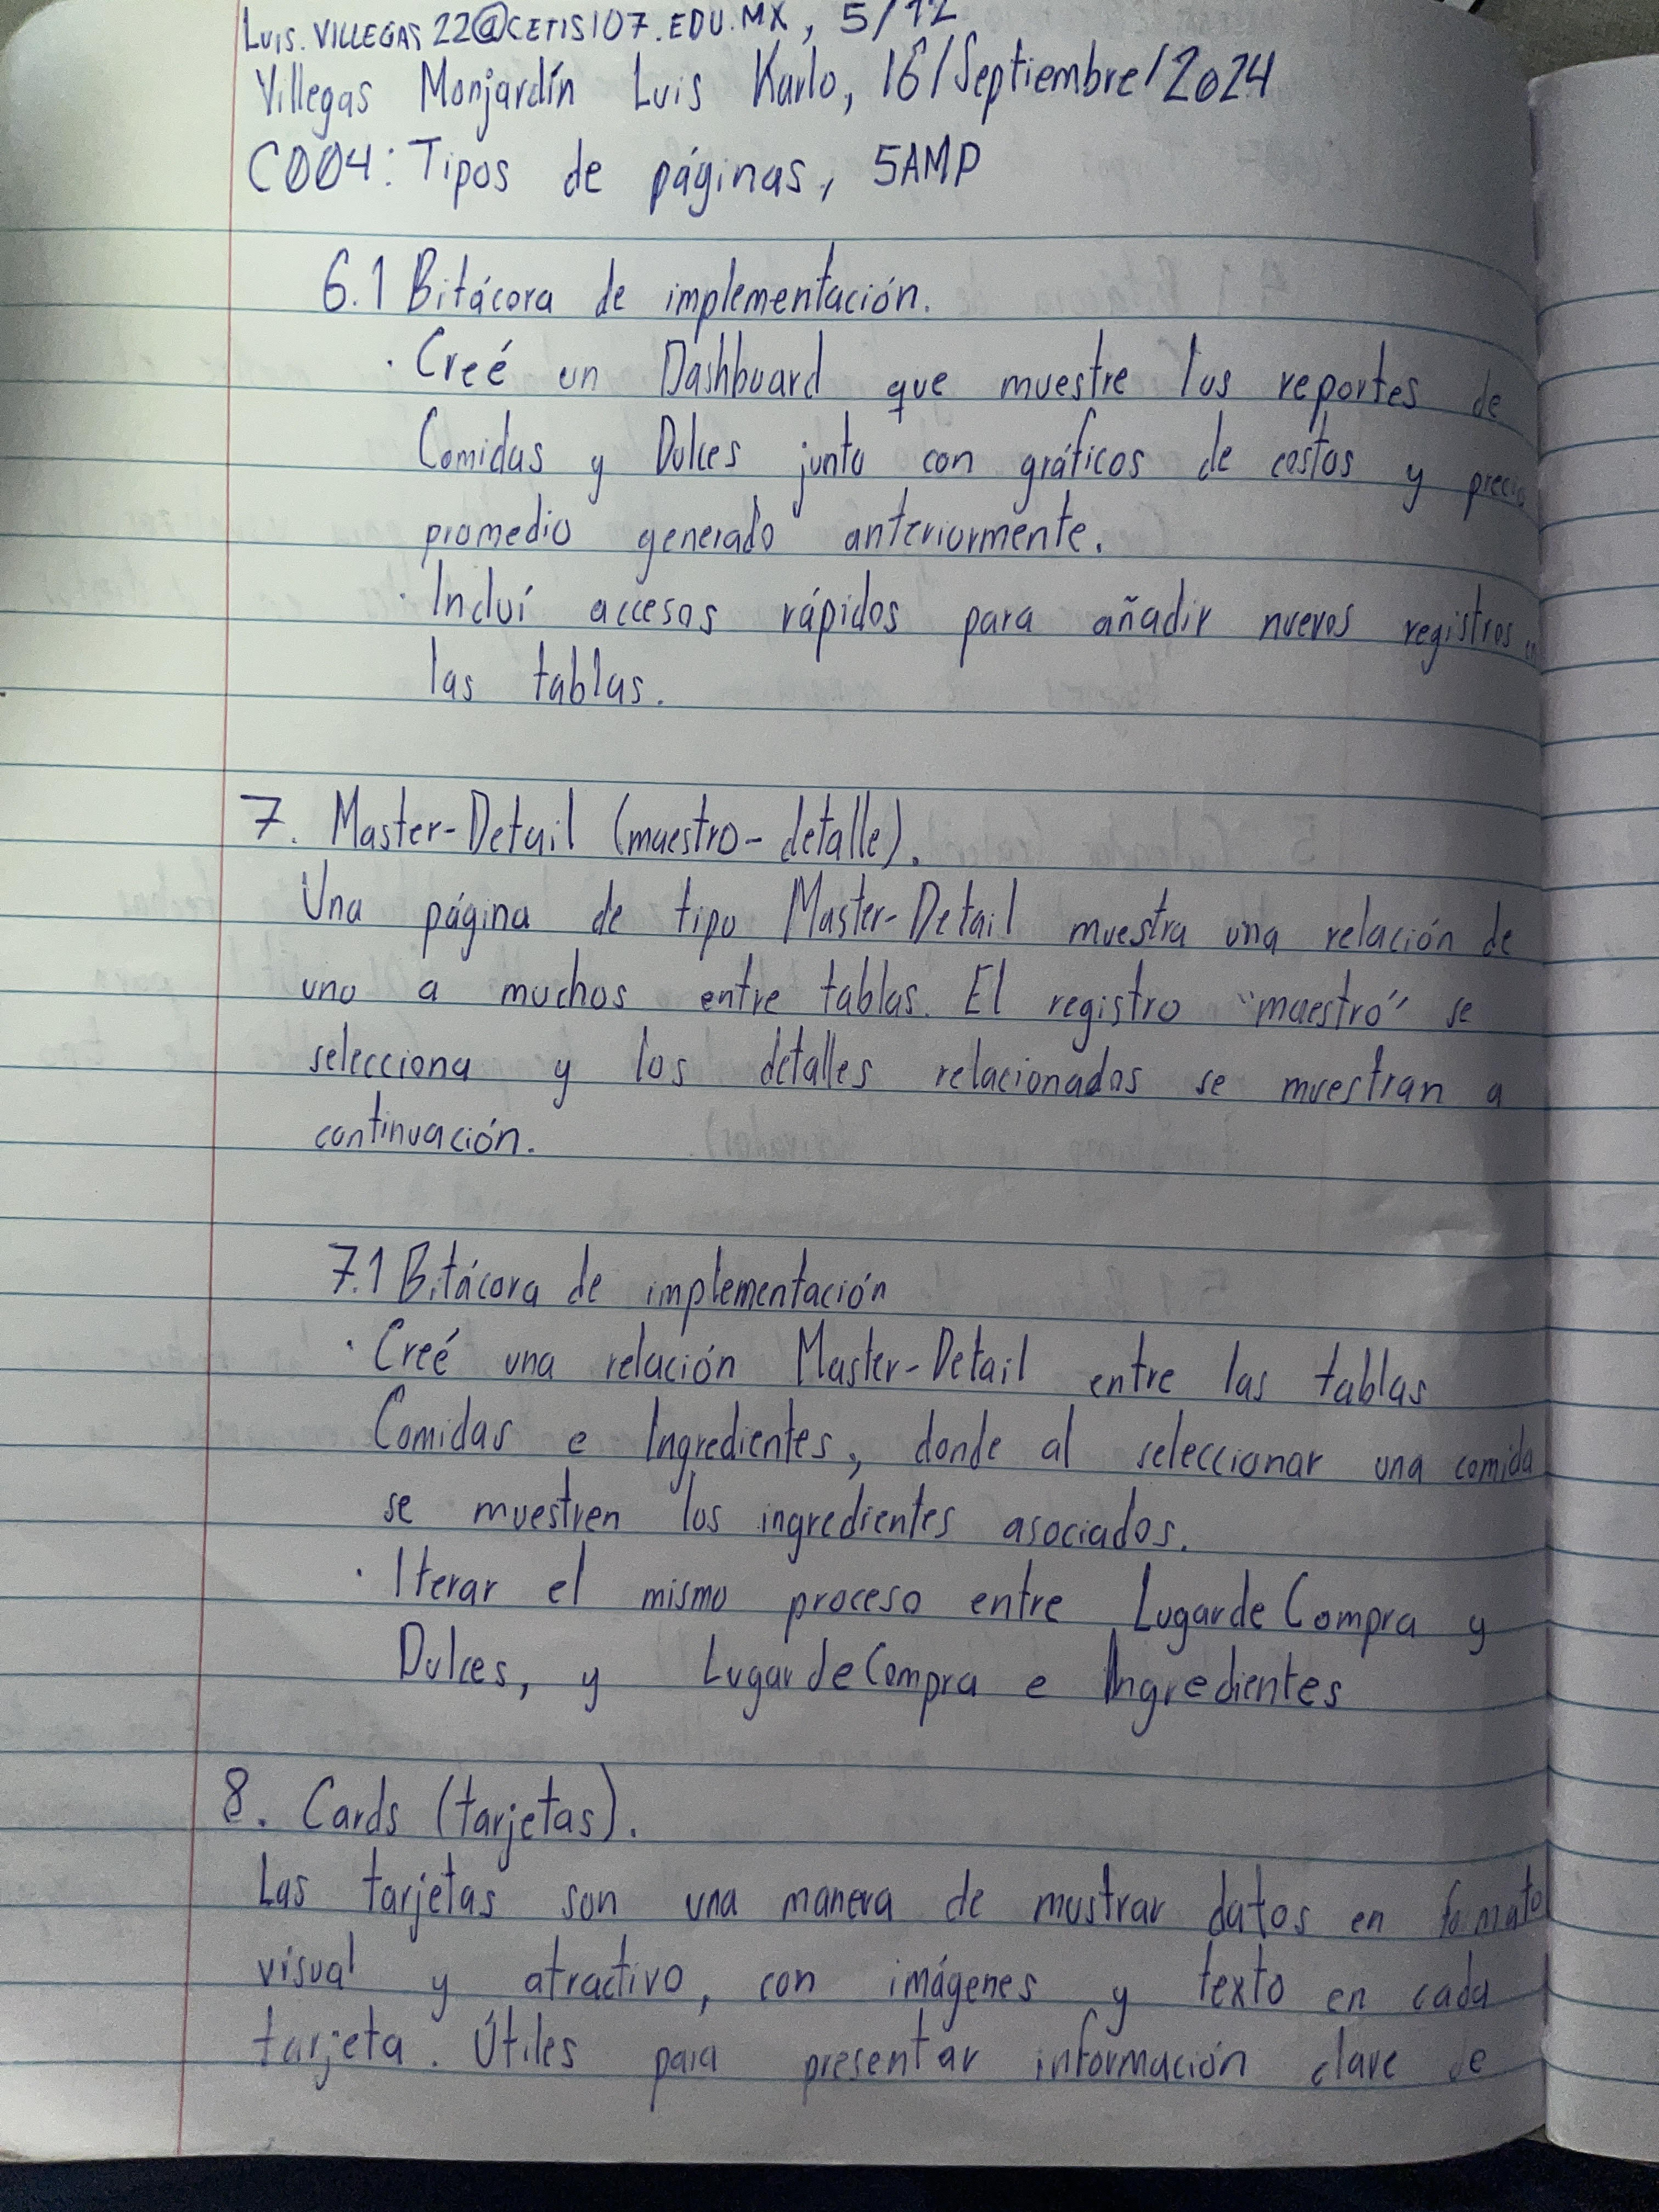 LUIS.VILLEGAS22@CETIS107.EDU.MX, 5/12
Villegas Monjardín Luis Karlo, 16/Septiembre/2024
C004: Tipos de páginas, 5AMP
6.1 Bitácora de implementación.
· Creé un Dashboard que muestre los reportes de
Comidas y Dulces junto con gráficos de costos y precio
promedio generado anteriormente.
· Incluí accesos rápidos para añadir nuevos registros en
las tablas.
7. Master-Detail (maestro-detalle).
Una página de tipo Master-Detail muestra una relación de
uno a muchos entre tablas. El registro "maestro" se
selecciona y los detalles relacionados se muestran a
continuación.
7.1 Bitácora de implementación
· Creé una relación Master-Detail entre las tablas
Comidas e Ingredientes, donde al seleccionar una comida
se muestren los ingredientes asociados.
· Iterar el mismo proceso entre LugardeCompra y
Dulces, y LugardeCompra e Ingredientes
8. Cards (tarjetas).
Las tarjetas son una manera de mostrar datos en formato
visual y atractivo, con imágenes y texto en cada
tarjeta. Útiles para presentar información clave de